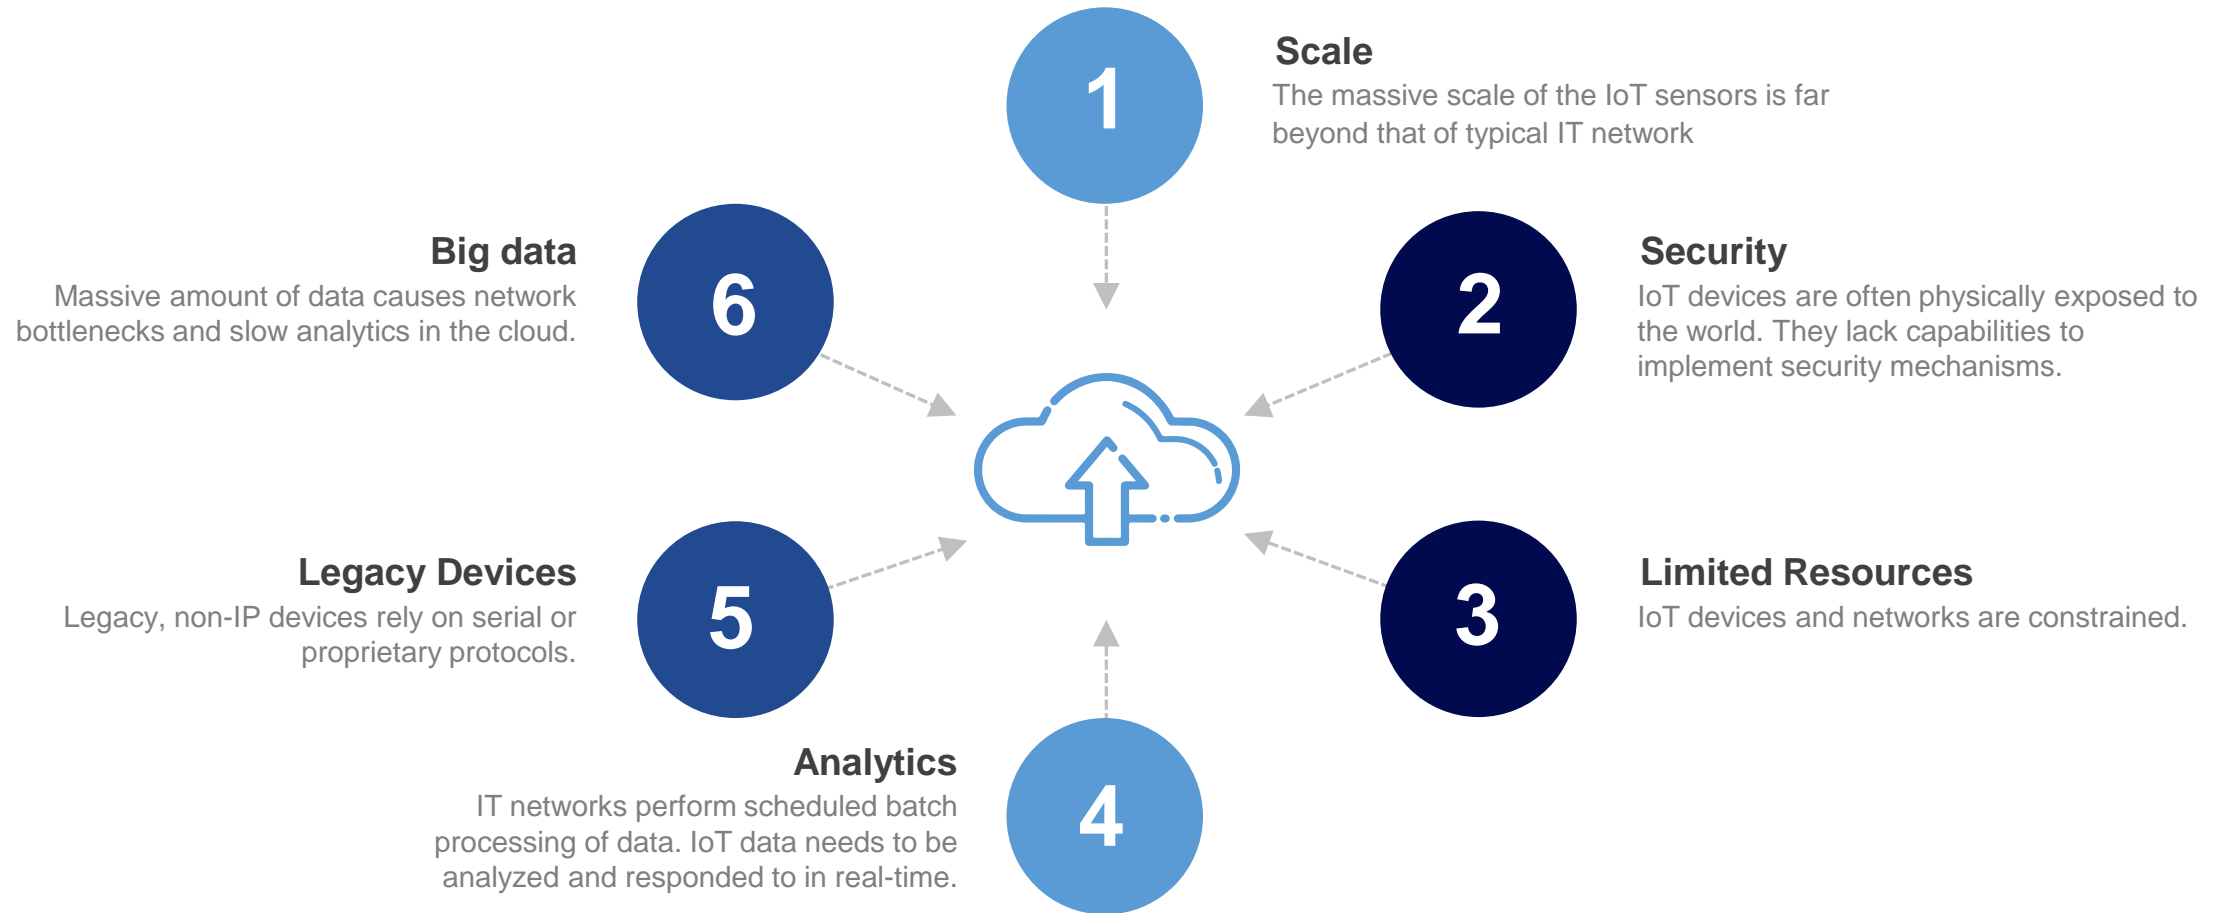 1
Scale
The massive scale of the IoT sensors is far
beyond that of typical IT network
2
Security
IoT devices are often physically exposed to
the world. They lack capabilities to
implement security mechanisms.
3
Limited Resources
IoT devices and networks are constrained.
4
Analytics
IT networks perform scheduled batch
processing of data. IoT data needs to be
analyzed and responded to in real-time.
5
Legacy Devices
Legacy, non-IP devices rely on serial or
proprietary protocols.
6
Big data
Massive amount of data causes network
bottlenecks and slow analytics in the cloud.